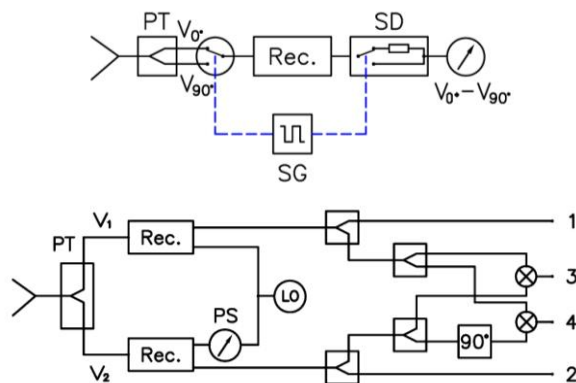 PT
V₀•
V₉₀•
Rec.
SD
V₀•–V₉₀•
SG
PT
V₁
V₂
Rec.
Rec.
PS
LO
90•
1
3
4
2